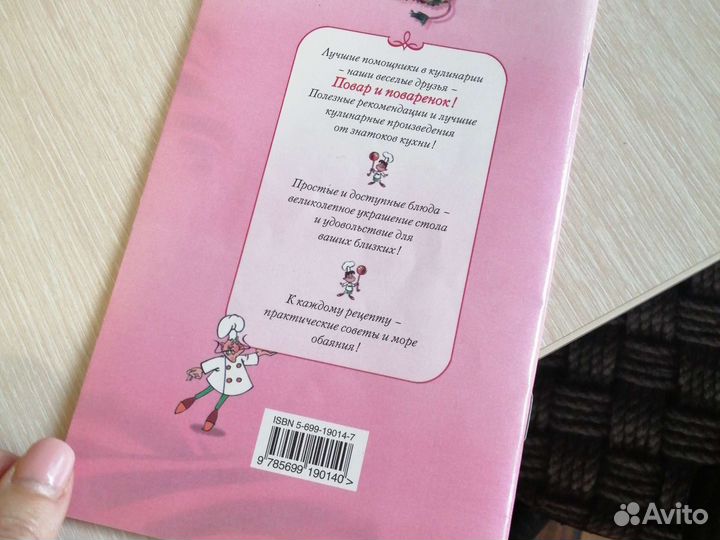 Лучшие помощники в кулинарии
– наши веселые друзья –
Повар и поваренок!
Полезные рекомендации и лучшие
кулинарные произведения
от знатоков кухни!
Простые и доступные блюда –
великолепное украшение стола
и удовольствие для
ваших близких!
К каждому рецепту –
практические советы и море
обаяния!
ISBN 5-699-19014-7
9 785699 190140>
Avito